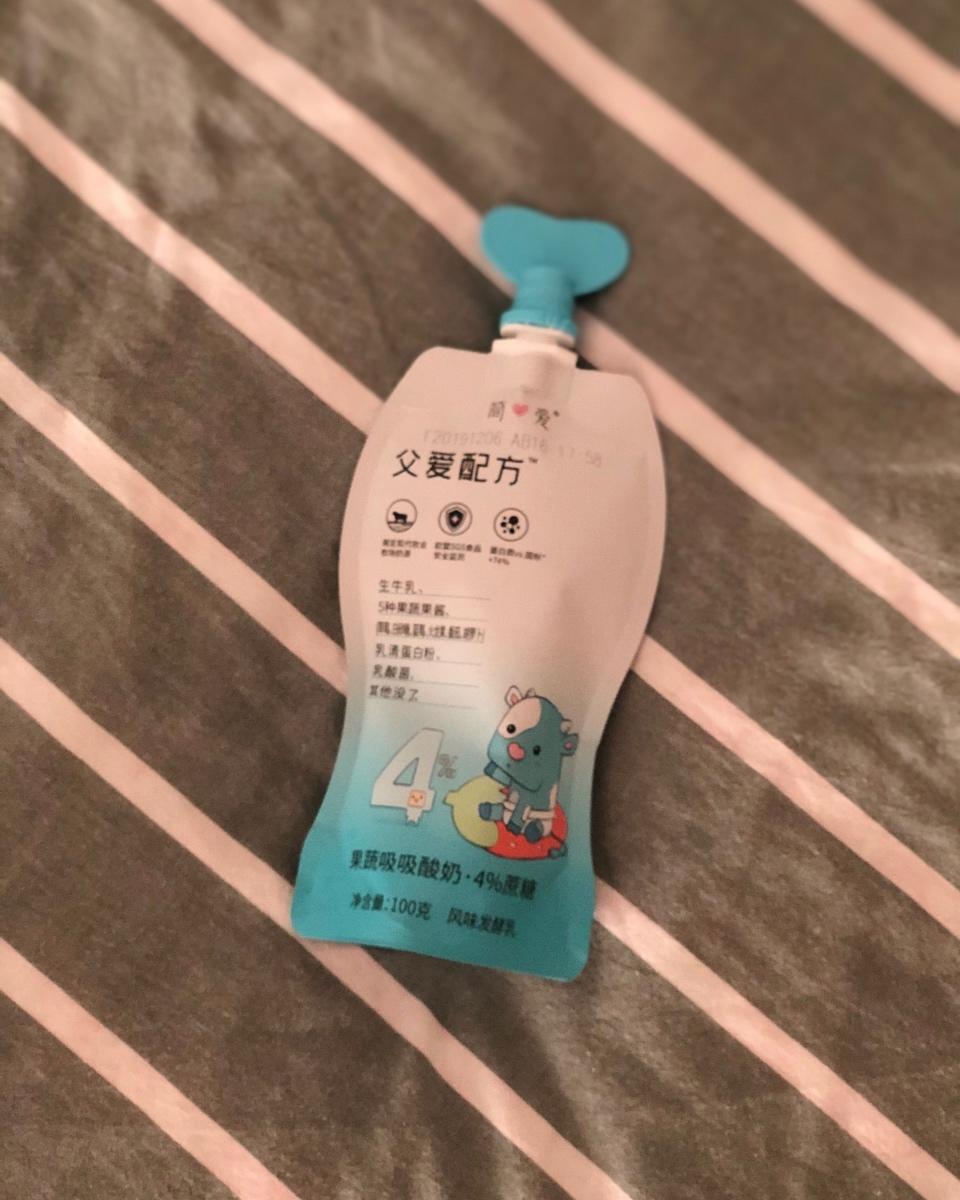 简爱
20191206 AB16 17:58
父爱配方™
生牛乳、
5种果蔬果酱、
乳清蛋白粉、
乳酸菌、
其他没了
4%
果蔬吸吸酸奶·4%蔗糖
净含量:100克 风味发酵乳